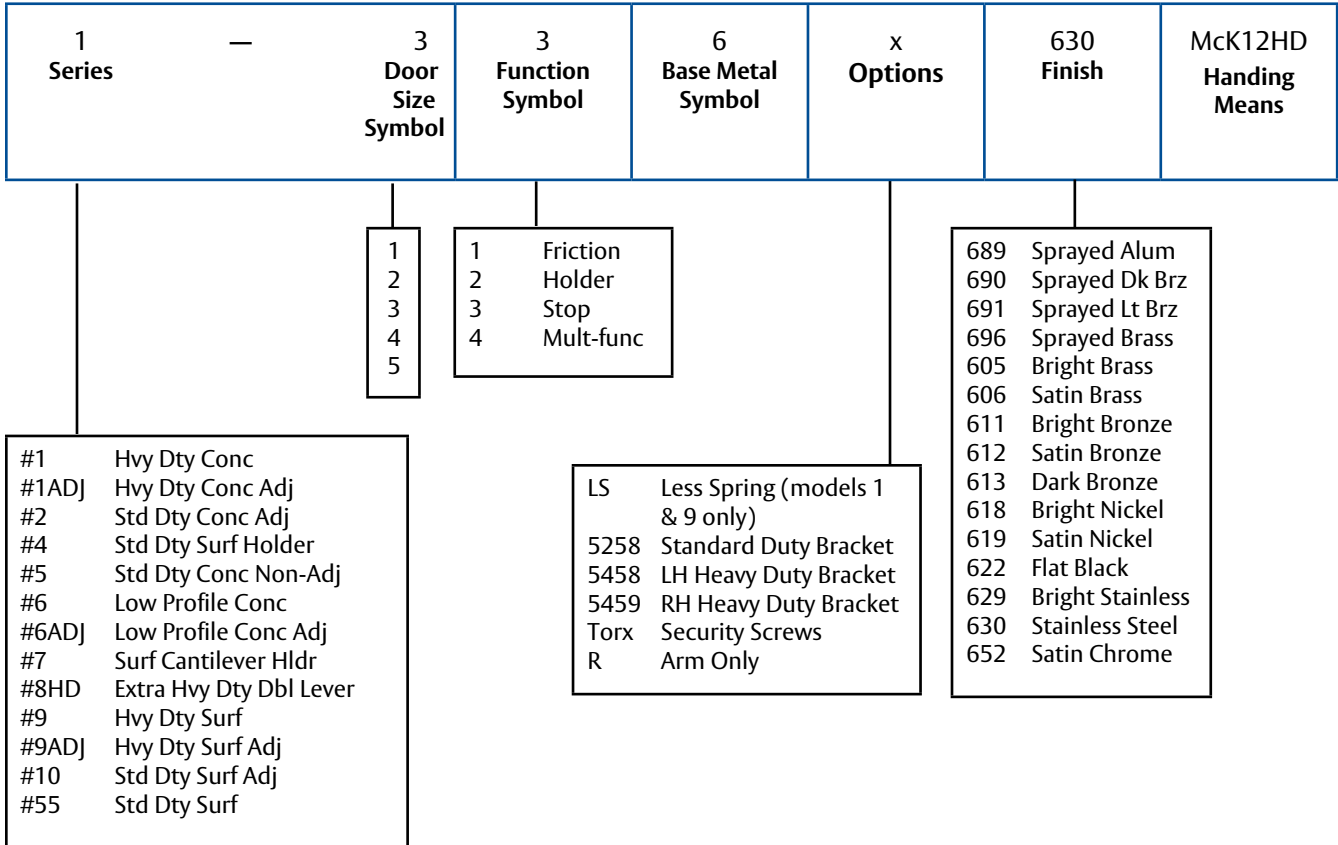 1 — 3 3 6 x 630 McK12HD
Series Door Size Symbol Function Symbol Base Metal Symbol Options Finish Handing Means
1
2
3
4
5
1 Friction
2 Holder
3 Stop
4 Mult-func
689 Sprayed Alum
690 Sprayed Dk Brz
691 Sprayed Lt Brz
696 Sprayed Brass
605 Bright Brass
606 Satin Brass
611 Bright Bronze
612 Satin Bronze
613 Dark Bronze
618 Bright Nickel
619 Satin Nickel
622 Flat Black
629 Bright Stainless
630 Stainless Steel
652 Satin Chrome
#1 Hvy Dty Conc
#1ADJ Hvy Dty Conc Adj
#2 Std Dty Conc Adj
#4 Std Dty Surf Holder
#5 Std Dty Conc Non-Adj
#6 Low Profile Conc
#6ADJ Low Profile Conc Adj
#7 Surf Cantilever Hldr
#8HD Extra Hvy Dty Dbl Lever
#9 Hvy Dty Surf
#9ADJ Hvy Dty Surf Adj
#10 Std Dty Surf Adj
#55 Std Dty Surf
LS Less Spring (models 1
& 9 only)
5258 Standard Duty Bracket
5458 LH Heavy Duty Bracket
5459 RH Heavy Duty Bracket
Torx Security Screws
R Arm Only